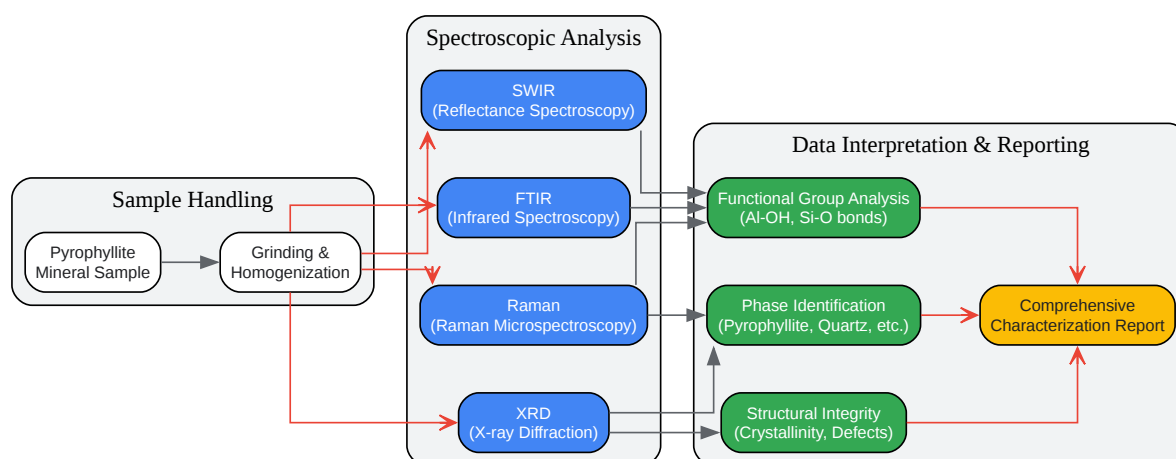 Sample Handling
Pyrophyllite
Mineral Sample
Grinding &
Homogenization
Spectroscopic Analysis
SWIR
(Reflectance Spectroscopy)
FTIR
(Infrared Spectroscopy)
Raman
(Raman Microspectroscopy)
XRD
(X-ray Diffraction)
Data Interpretation & Reporting
Functional Group Analysis
(Al-OH, Si-O bonds)
Phase Identification
(Pyrophyllite, Quartz, etc.)
Structural Integrity
(Crystallinity, Defects)
Comprehensive
Characterization Report